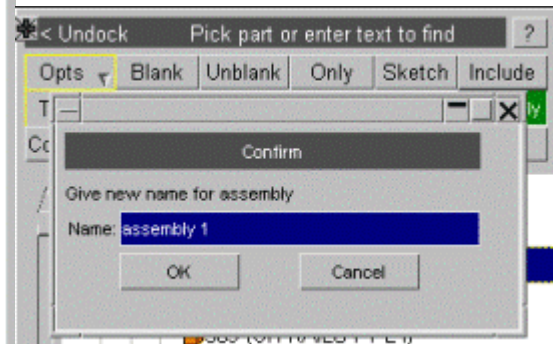 < Undock Pick part or enter text to find ?
Opts Blank Unblank Only Sketch Include
Confirm
Give new name for assembly
Name: assembly 1
OK Cancel